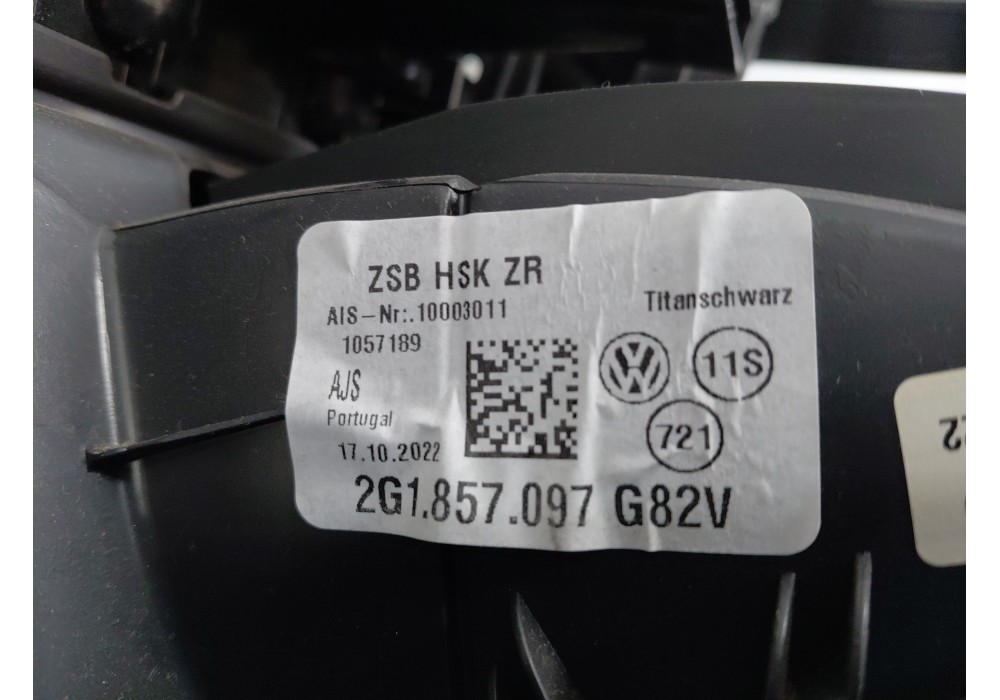 ZSB HSK ZR
AIS-Nr:.10003011
Titanschwarz
1057189
VW
11S
AJS
Portugal
721
17.10.2022
2G1.857.097 G82V